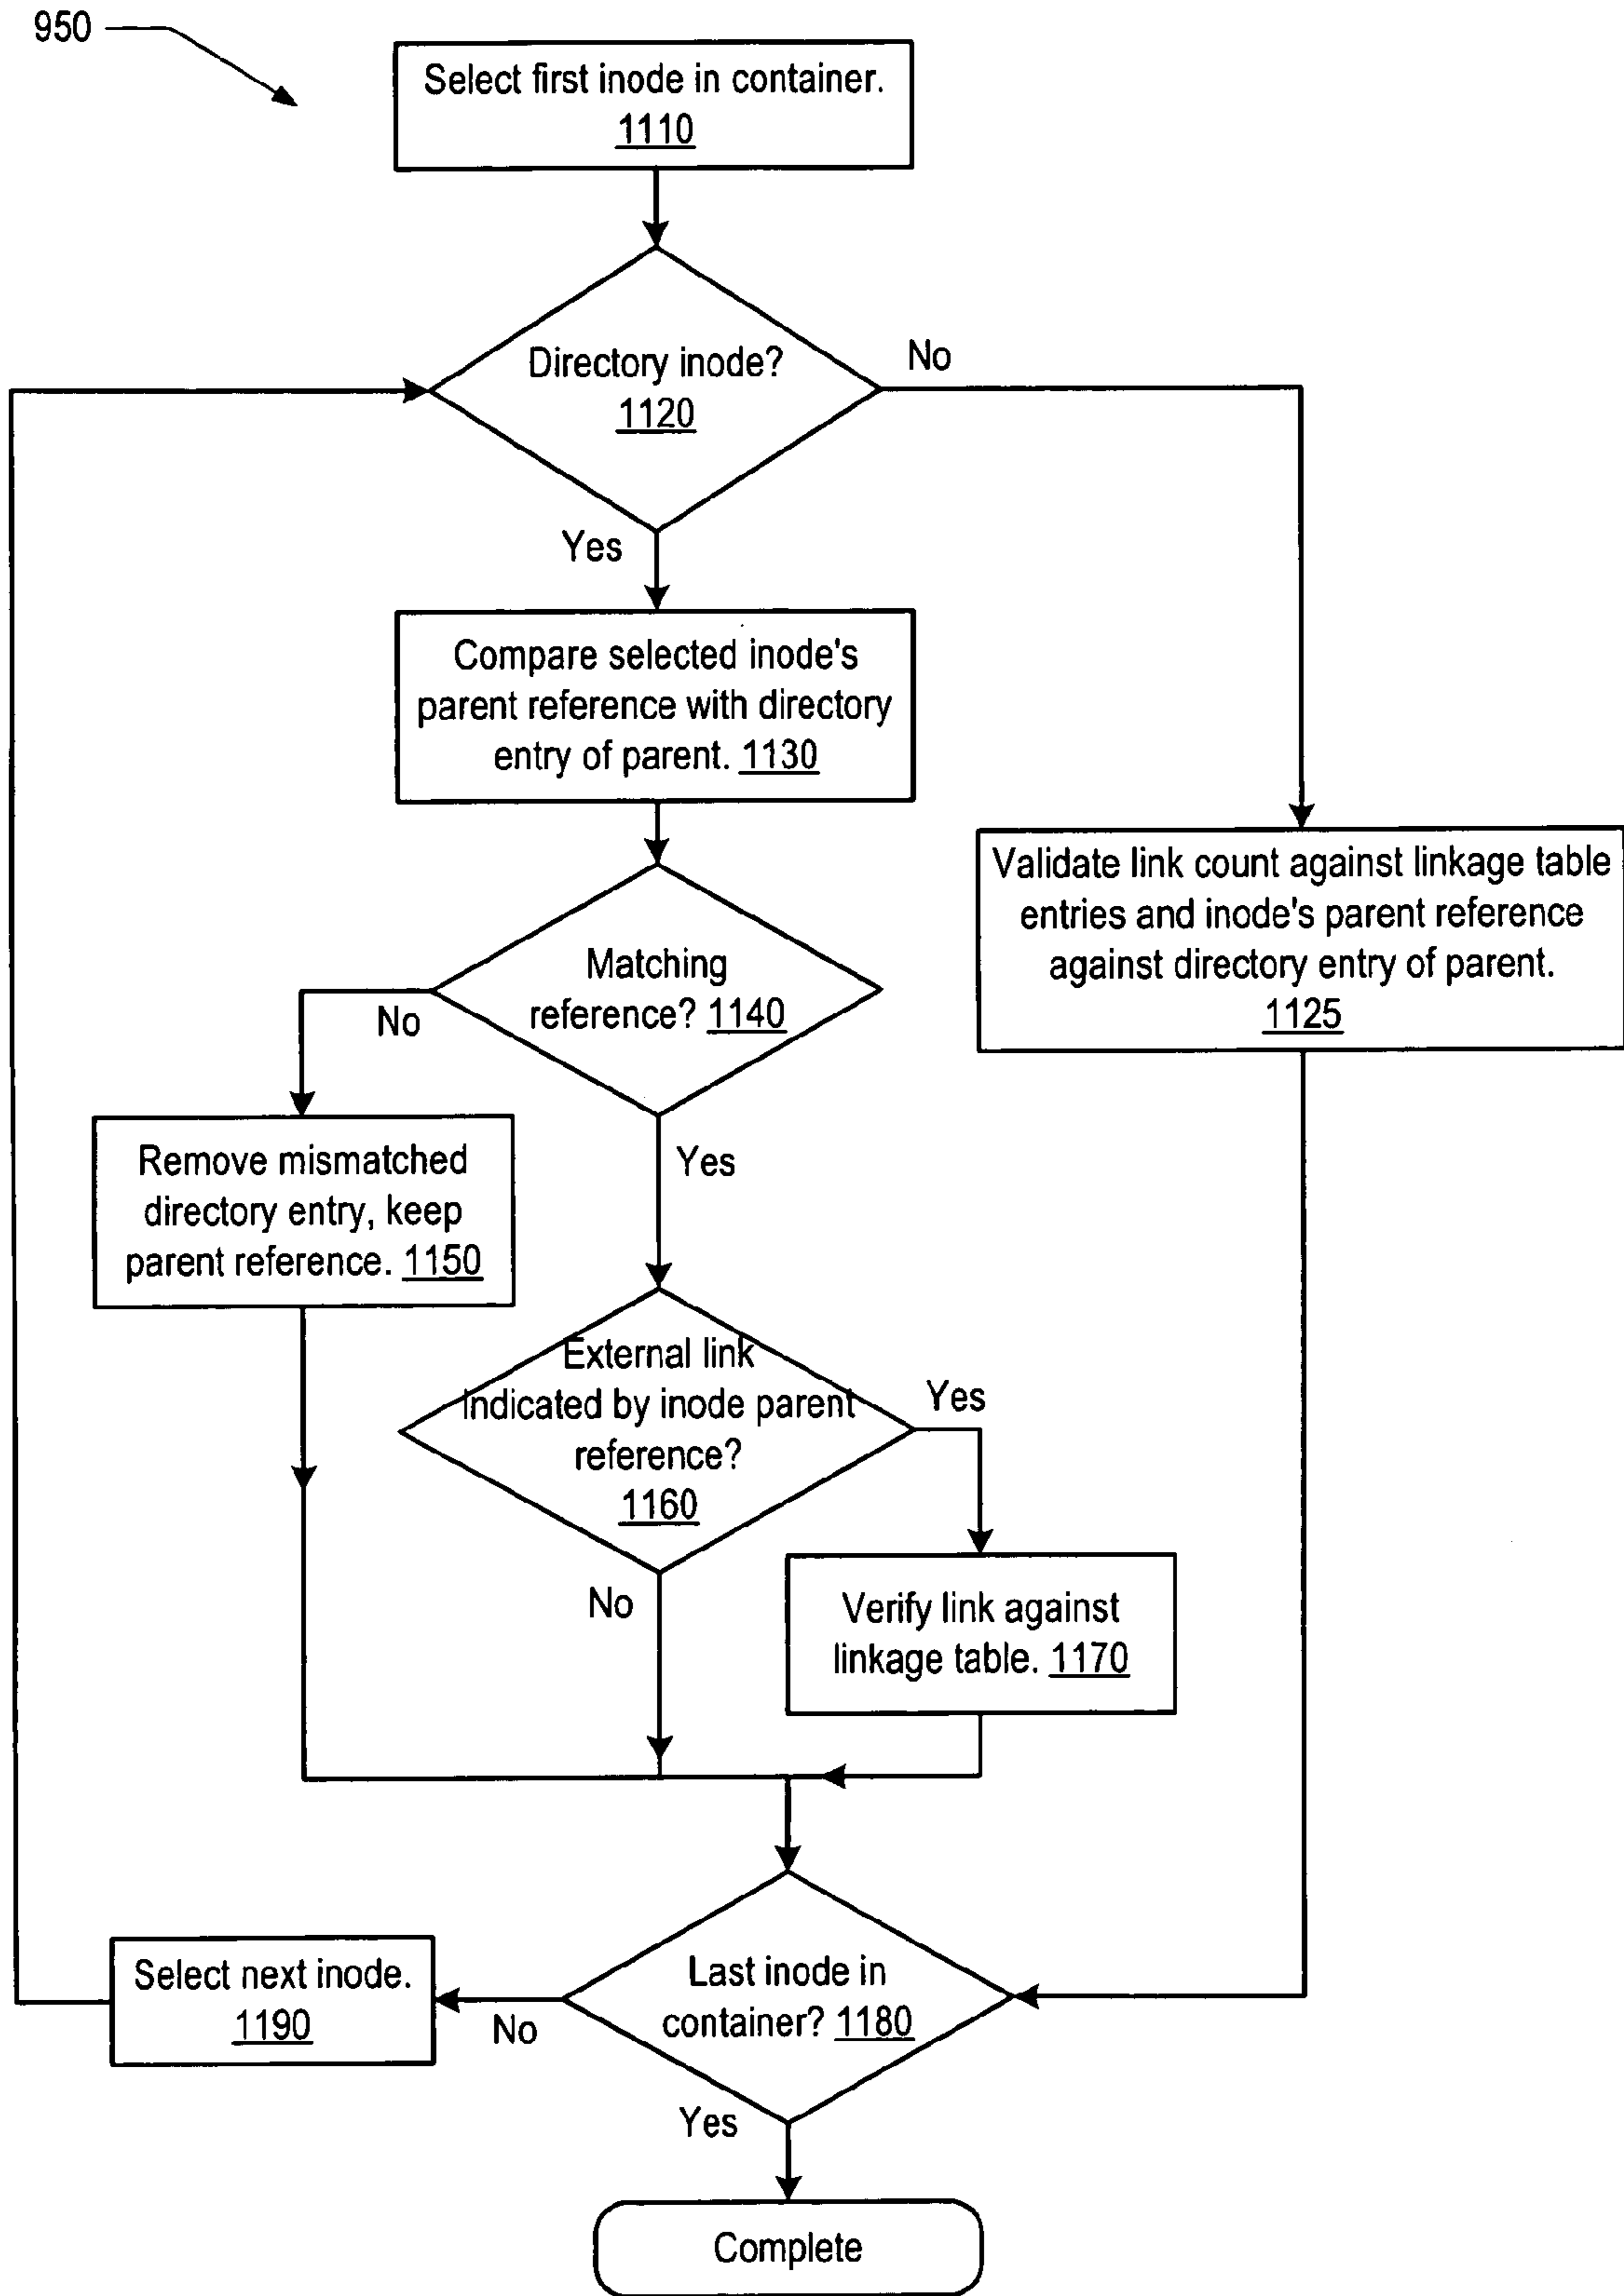 950
Select first inode in container.
1110
Directory inode?
1120
No
Yes
Compare selected inode's
parent reference with directory
entry of parent. 1130
Validate link count against linkage table
entries and inode's parent reference
against directory entry of parent.
1125
Matching
reference? 1140
No
Yes
Remove mismatched
directory entry, keep
parent reference. 1150
External link
indicated by inode parent
reference?
1160
Yes
No
Verify link against
linkage table. 1170
Last inode in
container? 1180
Select next inode.
1190
No
Yes
Complete